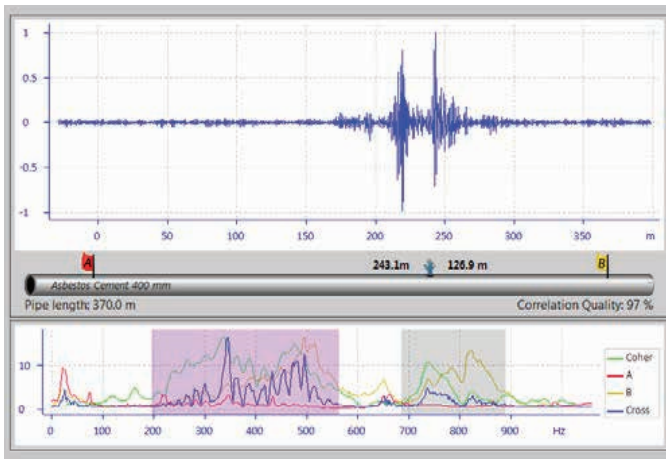 1
0.5
0
-0.5
-1
0 50 100 150 200 250 300 350 m
A 243.1m 126.9 m B
Asbestos Cement 400 mm
Pipe length: 370.0 m Correlation Quality: 97 %
10
0
Coher
A
B
Cross
0 100 200 300 400 500 600 700 800 900 Hz